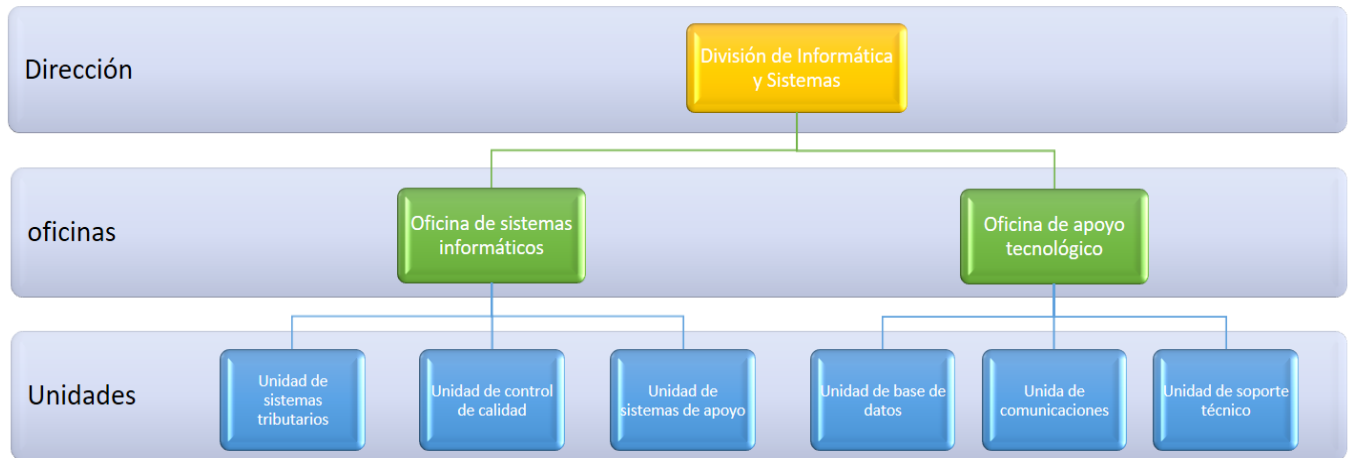 Dirección
División de Informática
y Sistemas
oficinas
Oficina de sistemas
informáticos
Oficina de apoyo
tecnológico
Unidades
Unidad de
sistemas
tributarios
Unidad de control
de calidad
Unidad de
sistemas de apoyo
Unidad de base de
datos
Unida de
comunicaciones
Unidad de soporte
técnico